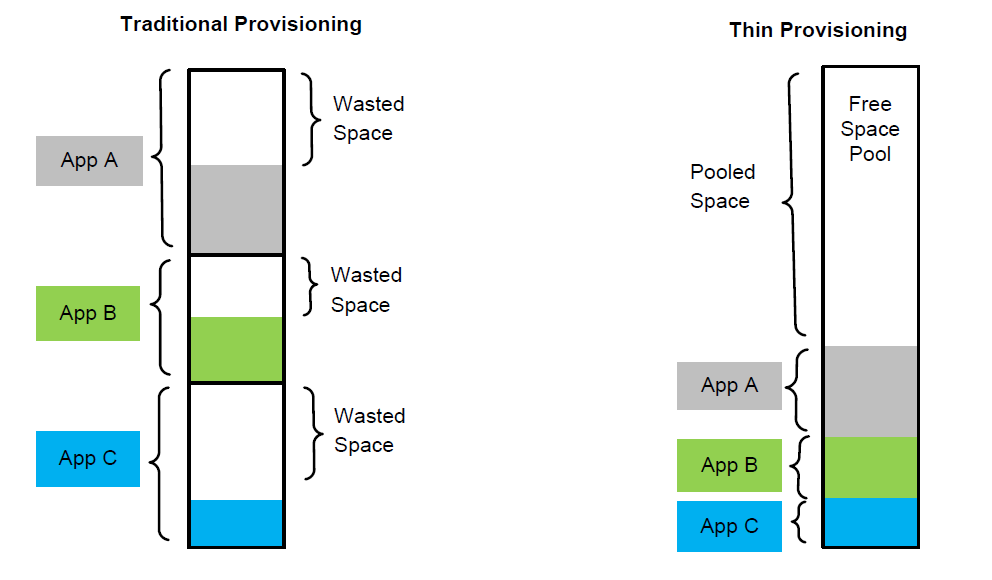 Traditional Provisioning
Wasted
Space
App A
Wasted
Space
App B
Wasted
Space
App C
Thin Provisioning
Free
Space
Pool
Pooled
Space
App A
App B
App C